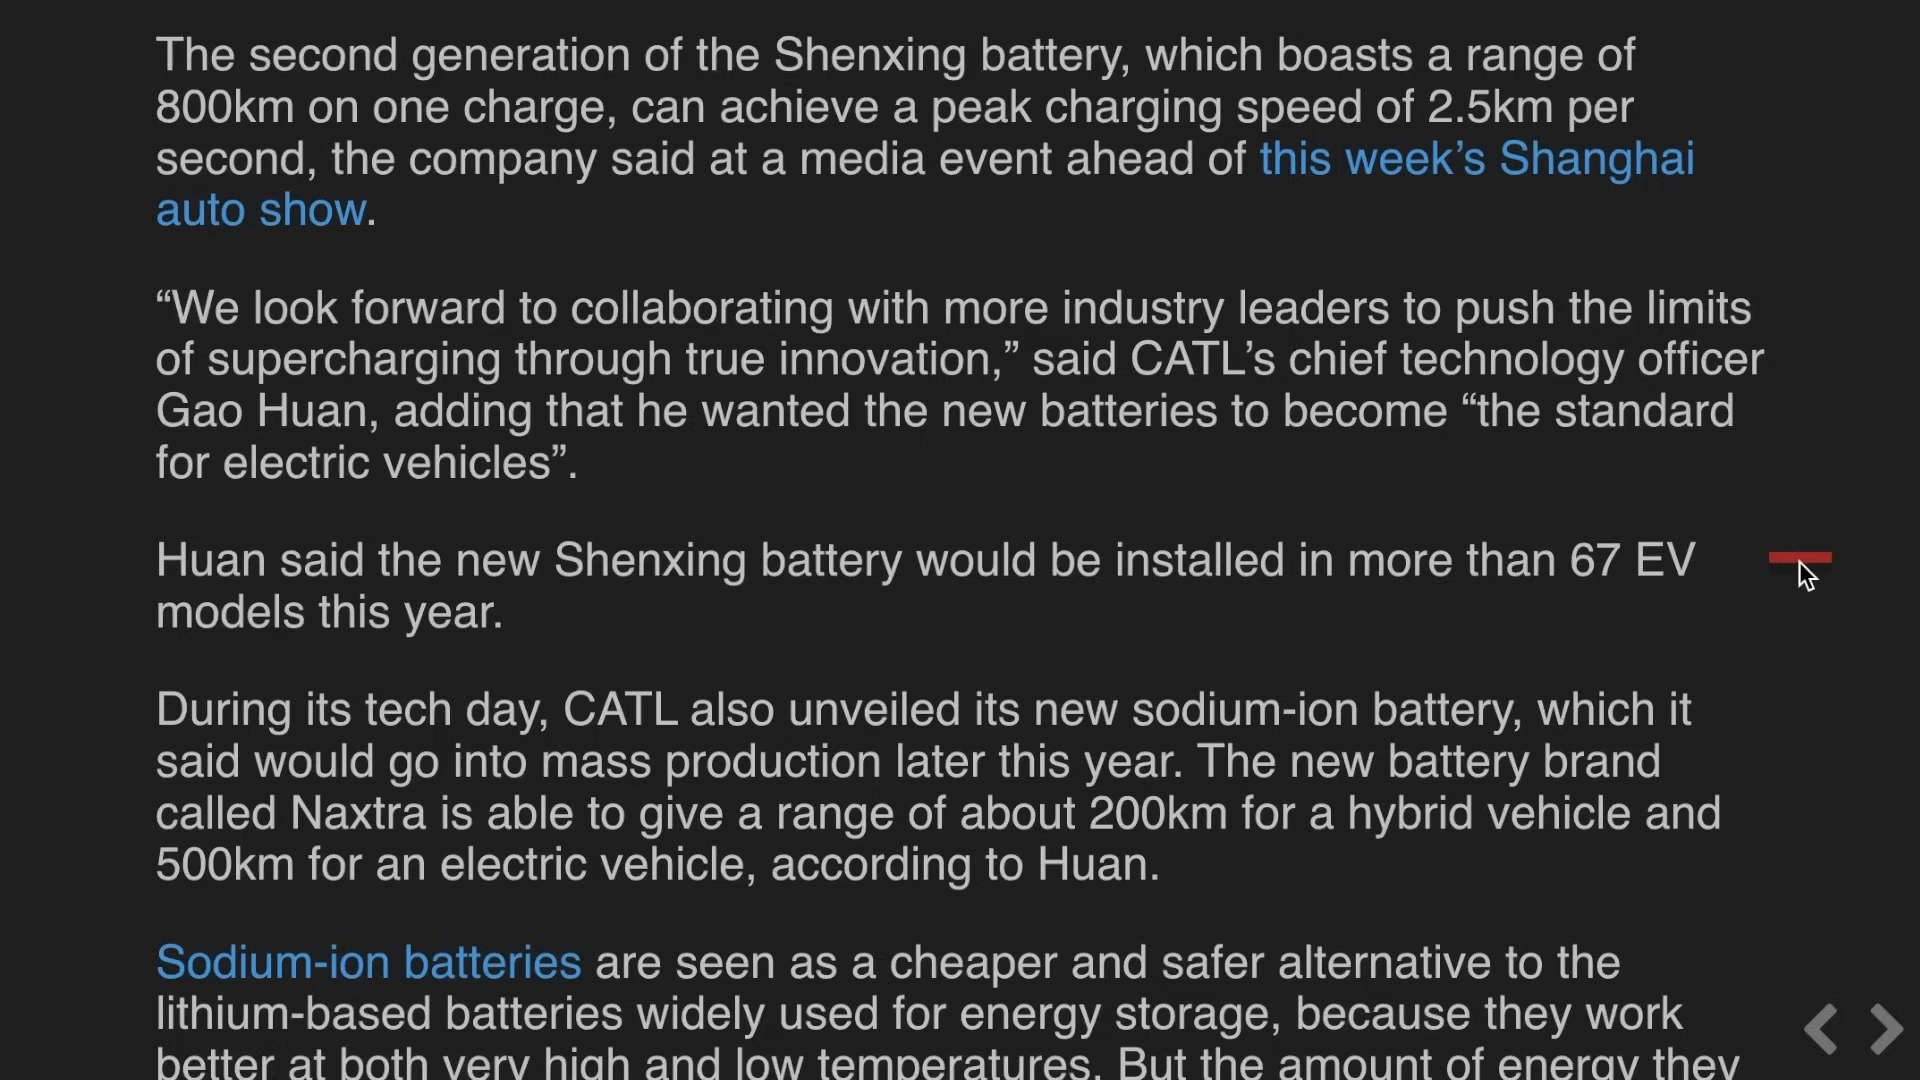 The second generation of the Shenxing battery, which boasts a range of
800km on one charge, can achieve a peak charging speed of 2.5km per
second, the company said at a media event ahead of this week’s Shanghai
auto show.
“We look forward to collaborating with more industry leaders to push the limits
of supercharging through true innovation,” said CATL’s chief technology officer
Gao Huan, adding that he wanted the new batteries to become “the standard
for electric vehicles”.
Huan said the new Shenxing battery would be installed in more than 67 EV
models this year.
During its tech day, CATL also unveiled its new sodium-ion battery, which it
said would go into mass production later this year. The new battery brand
called Naxtra is able to give a range of about 200km for a hybrid vehicle and
500km for an electric vehicle, according to Huan.
Sodium-ion batteries are seen as a cheaper and safer alternative to the
lithium-based batteries widely used for energy storage, because they work
better at both very high and low temperatures. But the amount of energy they